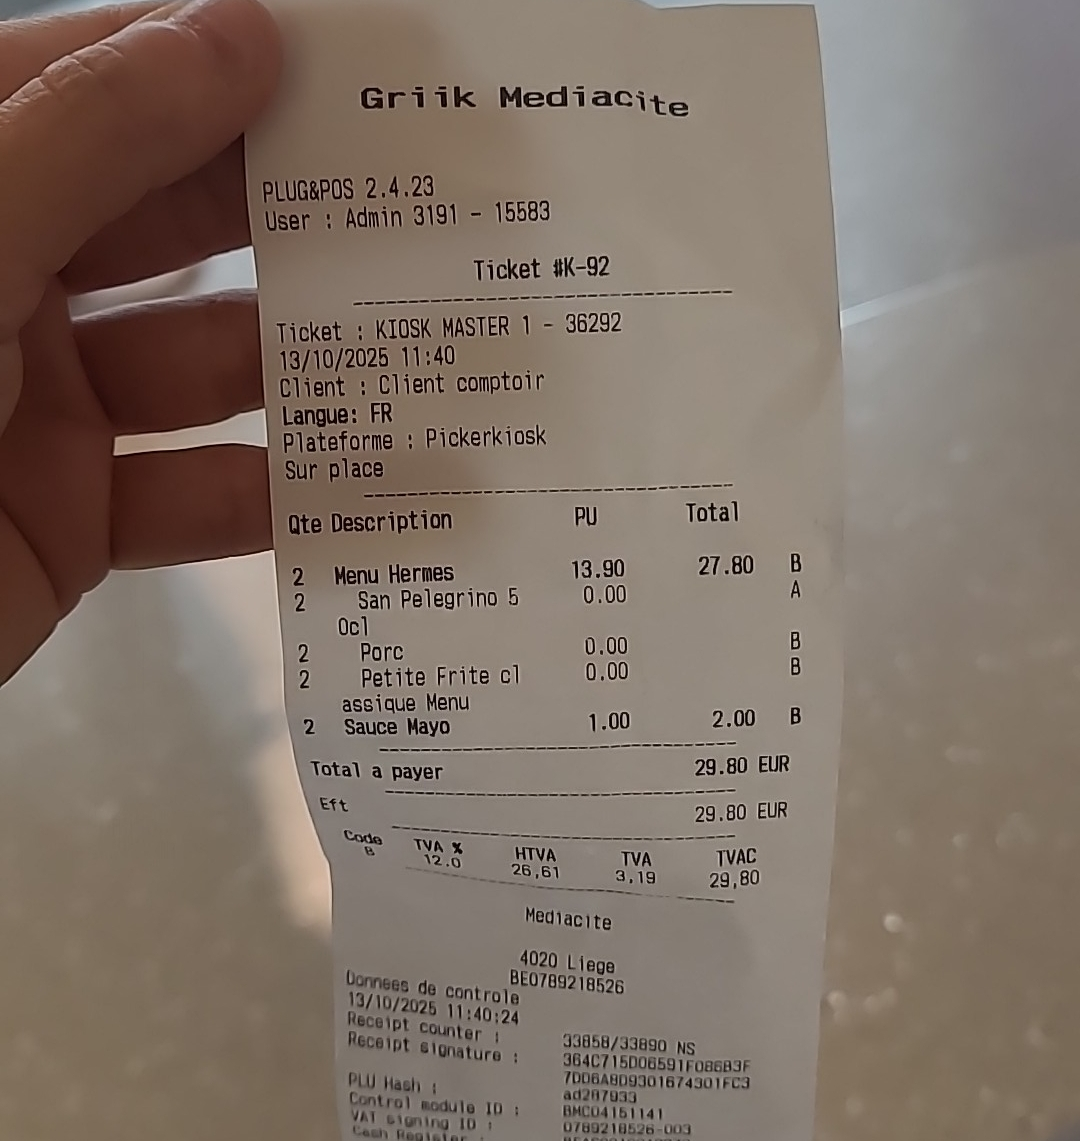 Griik Mediacite
PLUG&POS 2.4.23
User : Admin 3191 - 15583
Ticket #K-92
Ticket : KIOSK MASTER 1 - 36292
13/10/2025 11:40
Client : Client comptoir
Langue: FR
Plateforme : Pickerkiosk
Sur place
Qte Description PU Total
2 Menu Hermes 13.90 27.80 B
2 San Pelegrino 5 0.00 A
0cl
2 Porc 0.00 B
2 Petite Frite cl 0.00 B
assique Menu
2 Sauce Mayo 1.00 2.00 B
Total a payer 29.80 EUR
Eft 29.80 EUR
Code TVA % HTVA TVA TVAC
B 12.0 26,61 3,19 29,80
Mediacite
4020 Liege
BE0789218526
Donnees de controle
13/10/2025 11:40:24
Receipt counter : 33858/33890 NS
Receipt signature : 364C715D06591F086B3F
7DD6A8D9301674301FC3
PLU Hash : ad287933
Control module ID : BMC04151141
VAT signing ID : 0789218526-003
Cash Register :